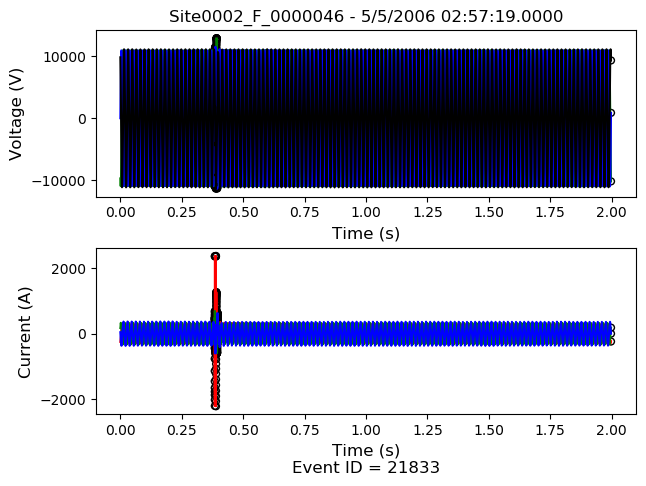 Site0002_F_0000046 - 5/5/2006 02:57:19.0000
Voltage (V)
10000
0
−10000
0.00 0.25 0.50 0.75 1.00 1.25 1.50 1.75 2.00
Time (s)
Current (A)
2000
0
−2000
0.00 0.25 0.50 0.75 1.00 1.25 1.50 1.75 2.00
Time (s)
Event ID = 21833